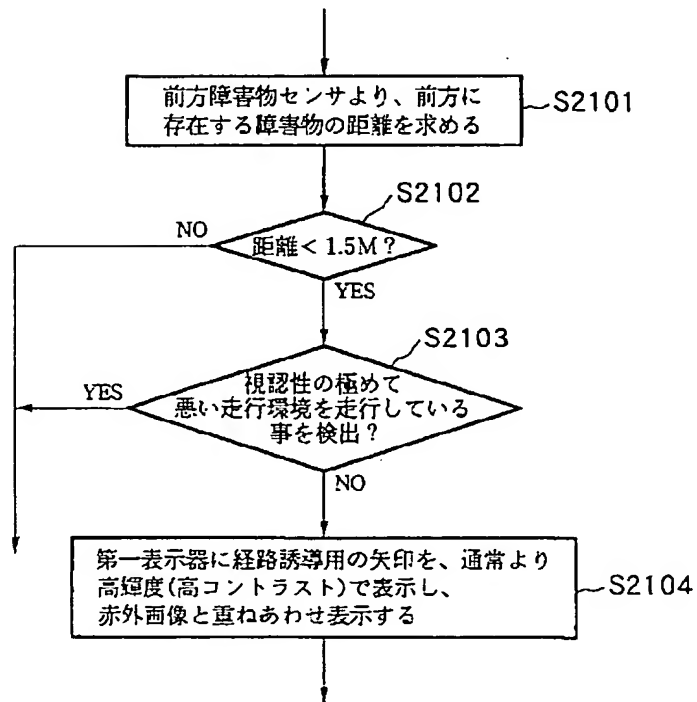 前方障害物センサより、前方に
存在する障害物の距離を求める
S2101
S2102
NO
距離<1.5M?
YES
S2103
YES
視認性の極めて
悪い走行環境を走行している
事を検出?
NO
第一表示器に経路誘導用の矢印を、通常より
高輝度(高コントラスト)で表示し、
赤外画像と重ねあわせ表示する
S2104